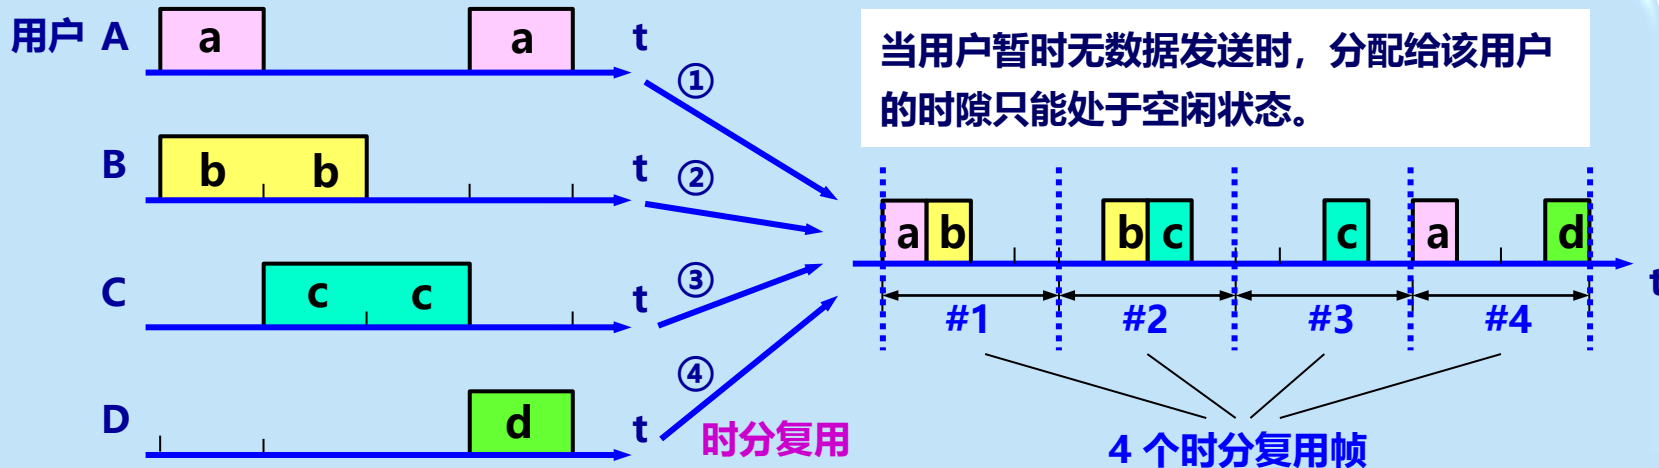 用户 A a a t
①
当用户暂时无数据发送时，分配给该用户
的时隙只能处于空闲状态。
B b b t
②
a b b c c a d
t
C c c t
③
#1 #2 #3 #4
④
D d t
时分复用
4 个时分复用帧